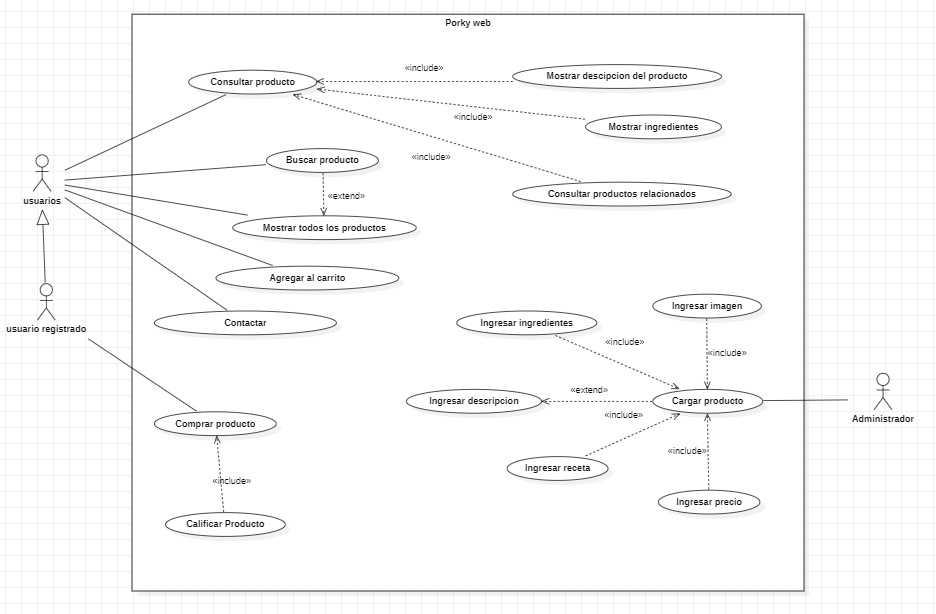 Porky web
Consultar producto
«include»
Mostrar descipcion del producto
«include»
Mostrar ingredientes
«include»
Buscar producto
«extend»
Consultar productos relacionados
usuarios
Mostrar todos los productos
Agregar al carrito
Contactar
usuario registrado
Ingresar ingredientes
Ingresar imagen
«include»
«include»
Ingresar descripcion
«extend»
Cargar producto
«include»
Administrador
Comprar producto
«include»
Ingresar receta
«include»
Ingresar precio
Calificar Producto